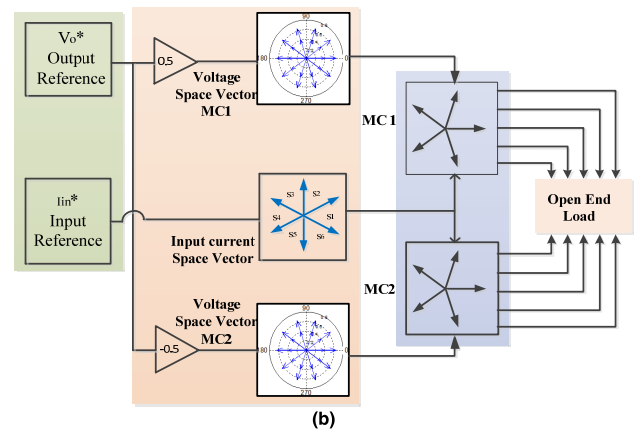 Vo*
Output
Reference
0.5
Voltage
Space Vector
MC1
90
180
0
270
MC1
Iin*
Input
Reference
Input current
Space Vector
S3
S2
S4
S1
S5
S6
Open End
Load
Voltage
Space Vector
MC2
-0.5
90
180
0
270
MC2
(b)